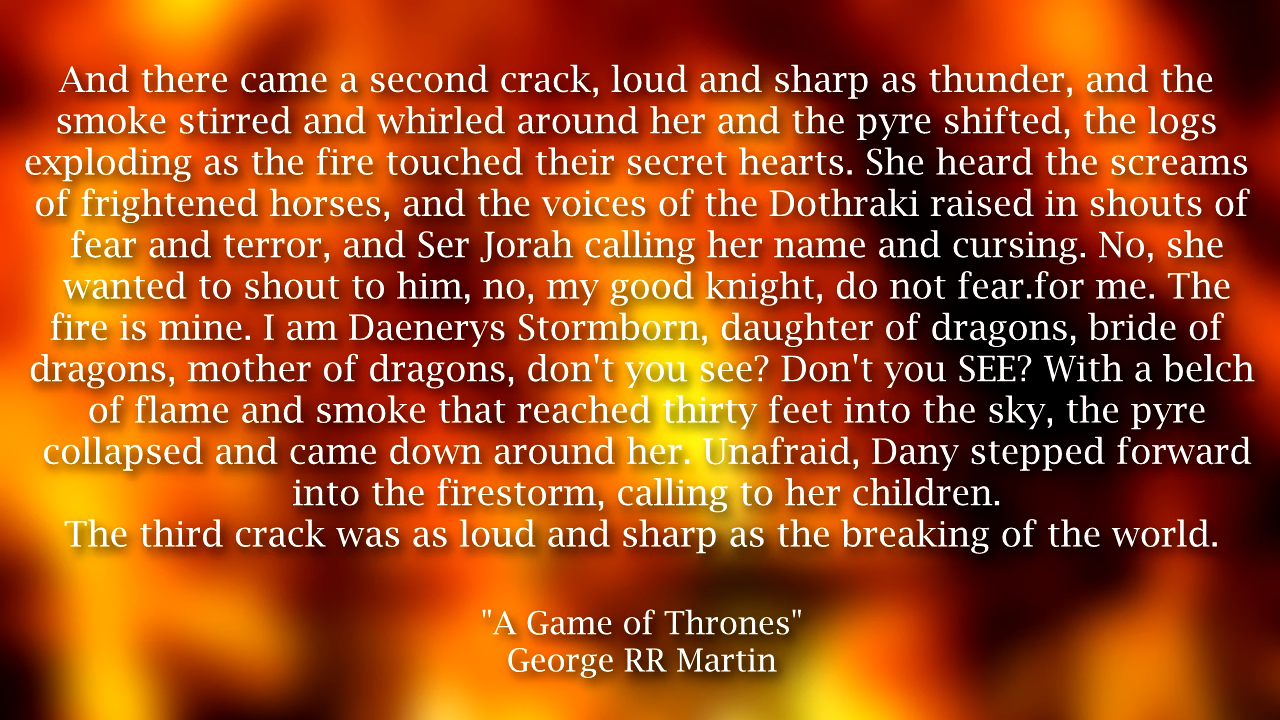 And there came a second crack, loud and sharp as thunder, and the
smoke stirred and whirled around her and the pyre shifted, the logs
exploding as the fire touched their secret hearts. She heard the screams
of frightened horses, and the voices of the Dothraki raised in shouts of
fear and terror, and Ser Jorah calling her name and cursing. No, she
wanted to shout to him, no, my good knight, do not fear.for me. The
fire is mine. I am Daenerys Stormborn, daughter of dragons, bride of
dragons, mother of dragons, don't you see? Don't you SEE? With a belch
of flame and smoke that reached thirty feet into the sky, the pyre
collapsed and came down around her. Unafraid, Dany stepped forward
into the firestorm, calling to her children.
The third crack was as loud and sharp as the breaking of the world.
"A Game of Thrones"
George RR Martin